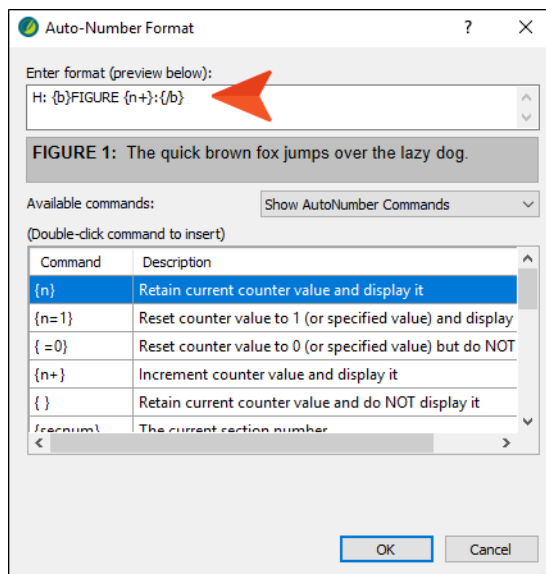 Auto-Number Format
Enter format (preview below):
H: {b}FIGURE {n+}:{/b}
FIGURE 1: The quick brown fox jumps over the lazy dog.
Available commands: Show AutoNumber Commands
(Double-click command to insert)
Command Description
{n} Retain current counter value and display it
{n=1} Reset counter value to 1 (or specified value) and display
{ =0} Reset counter value to 0 (or specified value) but do NOT
{n+} Increment counter value and display it
{ } Retain current counter value and do NOT display it
{secnum} The current section number
OK Cancel